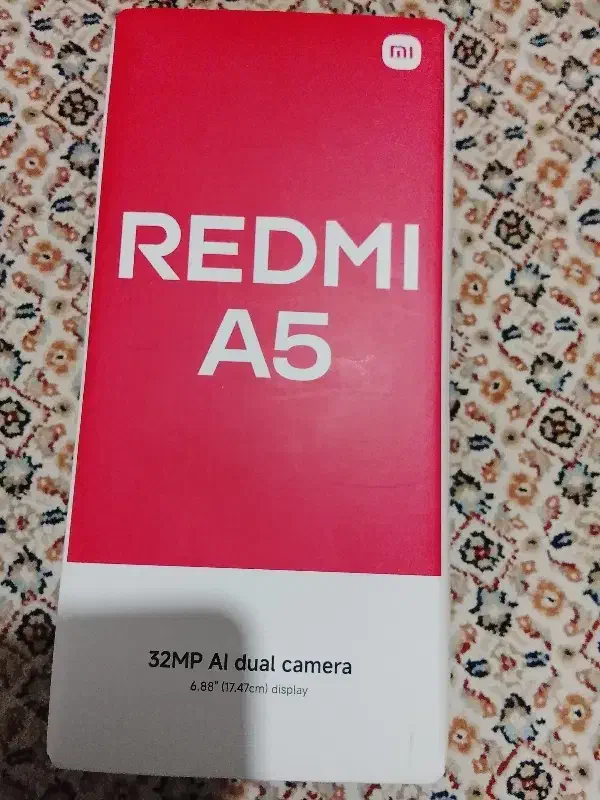 mi
REDMI
A5
32MP AI dual camera
6.88" (17.47cm) display